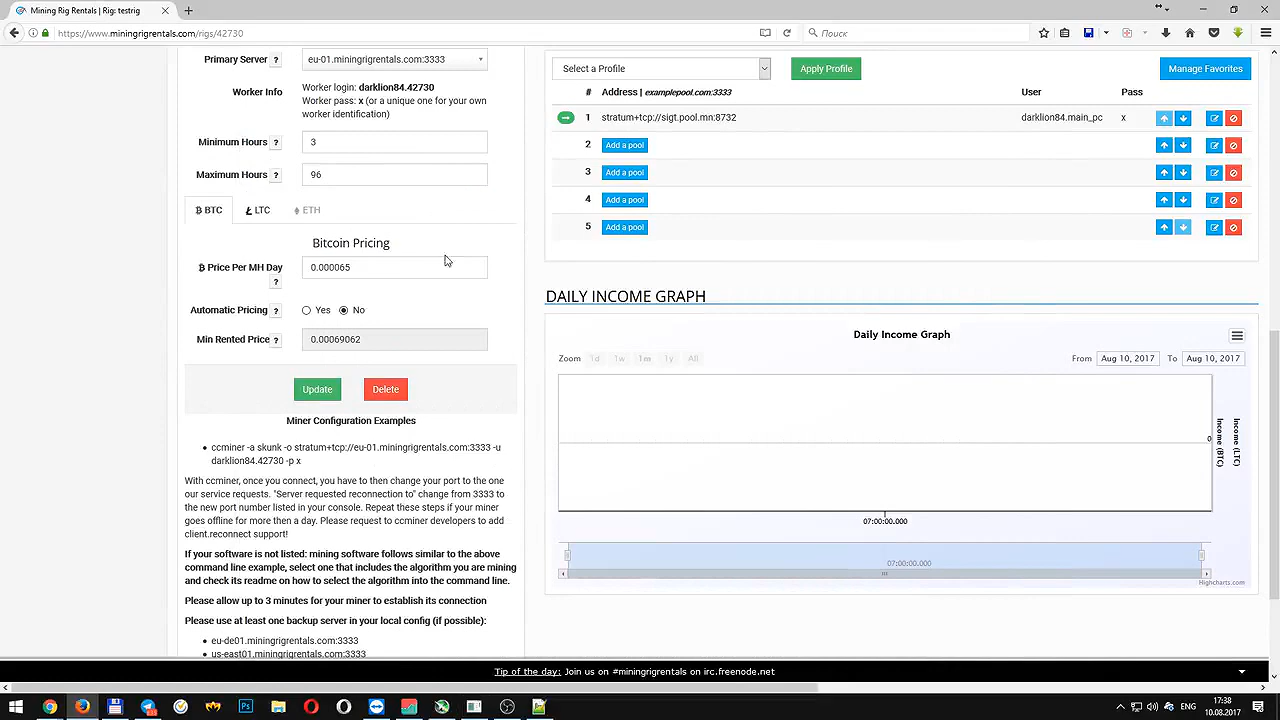 Mining Rig Rentals | Rig: testrig
https://www.miningrigrentals.com/rigs/42730
Поиск
Primary Server ?
eu-01.miningrigrentals.com:3333
Worker Info
Worker login: darklion84.42730
Worker pass: x (or a unique one for your own
worker identification)
Minimum Hours ?
3
Maximum Hours ?
96
BTC
LTC
ETH
Bitcoin Pricing
Price Per MH Day
?
0.000065
Automatic Pricing ?
Yes
No
Min Rented Price ?
0.00069062
Update
Delete
Miner Configuration Examples
ccminer -a skunk -o stratum+tcp://eu-01.miningrigrentals.com:3333 -u
darklion84.42730 -p x
With ccminer, once you connect, you have to then change your port to the one
our service requests. "Server requested reconnection to" change from 3333 to
the new port number listed in your console. Repeat these steps if your miner
goes offline for more then a day. Please request to ccminer developers to add
client.reconnect support!
If your software is not listed: mining software follows similar to the above
command line example, select one that includes the algorithm you are mining
and check its readme on how to select the algorithm into the command line.
Please allow up to 3 minutes for your miner to establish its connection
Please use at least one backup server in your local config (if possible):
eu-de01.miningrigrentals.com:3333
us-east01.miningrigrentals.com:3333
Select a Profile
Apply Profile
Manage Favorites
# Address | examplepool.com:3333 User Pass
1 stratum+tcp://sigt.pool.mn:8732 darklion84.main_pc x
2 Add a pool
3 Add a pool
4 Add a pool
5 Add a pool
DAILY INCOME GRAPH
Daily Income Graph
Zoom 1d 1w 1m 1y All
From Aug 10, 2017 To Aug 10, 2017
0
Income (BTC)
Income (LTC)
07:00:00.000
07:00:00.000
Highcharts.com
Tip of the day: Join us on #miningrigrentals on irc.freenode.net
Ps
ENG
17:38
10.08.2017